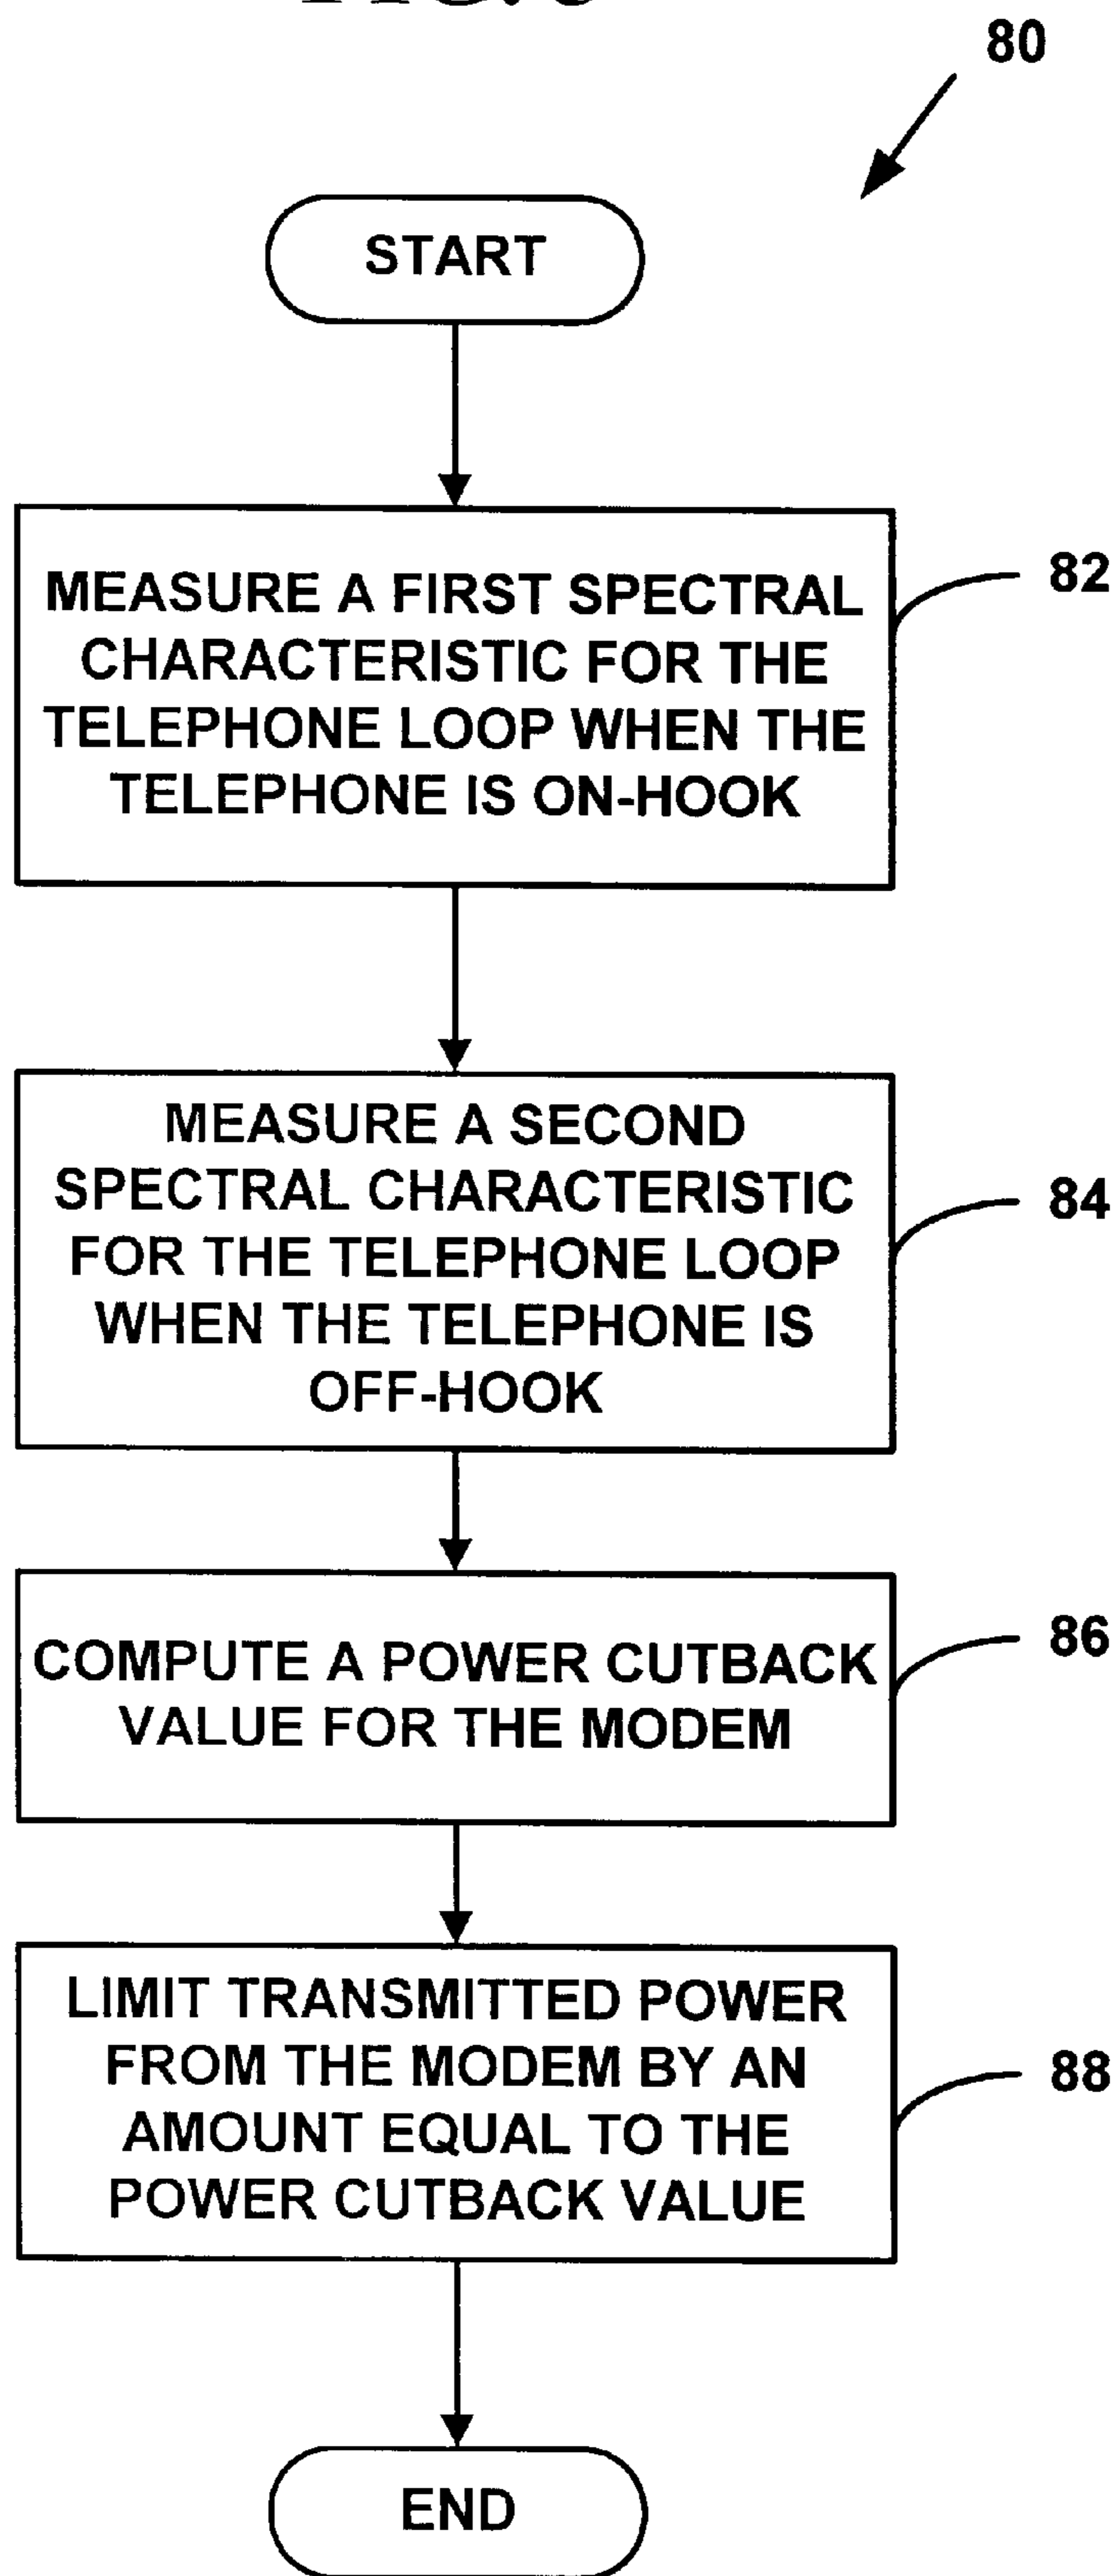 80
START
MEASURE A FIRST SPECTRAL
CHARACTERISTIC FOR THE
TELEPHONE LOOP WHEN THE
TELEPHONE IS ON-HOOK
82
MEASURE A SECOND
SPECTRAL CHARACTERISTIC
FOR THE TELEPHONE LOOP
WHEN THE TELEPHONE IS
OFF-HOOK
84
COMPUTE A POWER CUTBACK
VALUE FOR THE MODEM
86
LIMIT TRANSMITTED POWER
FROM THE MODEM BY AN
AMOUNT EQUAL TO THE
POWER CUTBACK VALUE
88
END